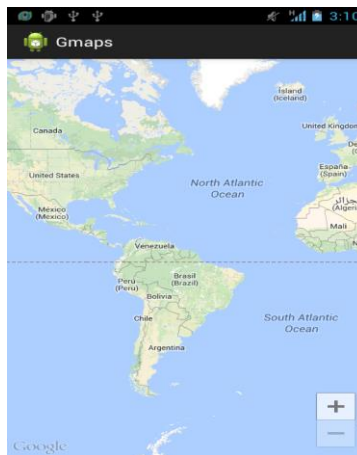 3:10
Gmaps
Ísland
(Iceland)
Canada
United Kingdom
United States
España
(Spain)
North Atlantic
Ocean
México
(Mexico)
Mali
Venezuela
Perú
(Peru)
Brasil
(Brazil)
Bolivia
Chile
South Atlantic
Ocean
Argentina
+
−
Google